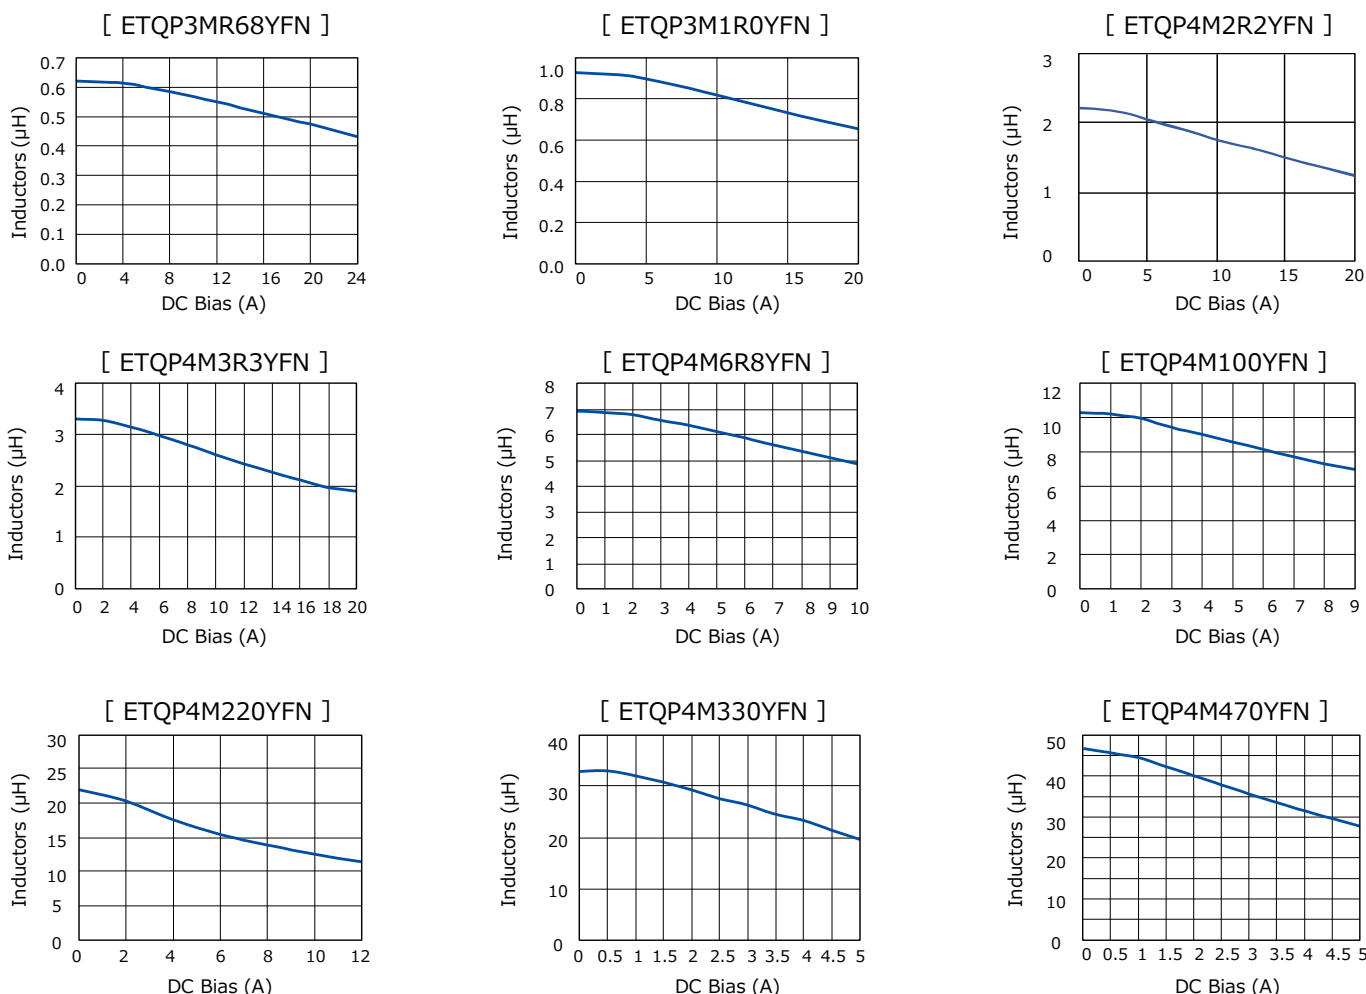 [ ETQP3MR68YFN ]
0.7
0.6
0.5
0.4
0.3
0.2
0.1
0.0
Inductors (μH)
0 4 8 12 16 20 24
DC Bias (A)
[ ETQP3M1R0YFN ]
1.0
0.8
0.6
0.4
0.2
0.0
Inductors (μH)
0 5 10 15 20
DC Bias (A)
[ ETQP4M2R2YFN ]
3
2
1
0
Inductors (μH)
0 5 10 15 20
DC Bias (A)
[ ETQP4M3R3YFN ]
4
3
2
1
0
Inductors (μH)
0 2 4 6 8 10 12 14 16 18 20
DC Bias (A)
[ ETQP4M6R8YFN ]
8
7
6
5
4
3
2
1
0
Inductors (μH)
0 1 2 3 4 5 6 7 8 9 10
DC Bias (A)
[ ETQP4M100YFN ]
12
10
8
6
4
2
0
Inductors (μH)
0 1 2 3 4 5 6 7 8 9
DC Bias (A)
[ ETQP4M220YFN ]
30
25
20
15
10
5
0
Inductors (μH)
0 2 4 6 8 10 12
DC Bias (A)
[ ETQP4M330YFN ]
40
30
20
10
0
Inductors (μH)
0 0.5 1 1.5 2 2.5 3 3.5 4 4.5 5
DC Bias (A)
[ ETQP4M470YFN ]
50
40
30
20
10
0
Inductors (μH)
0 0.5 1 1.5 2 2.5 3 3.5 4 4.5 5
DC Bias (A)